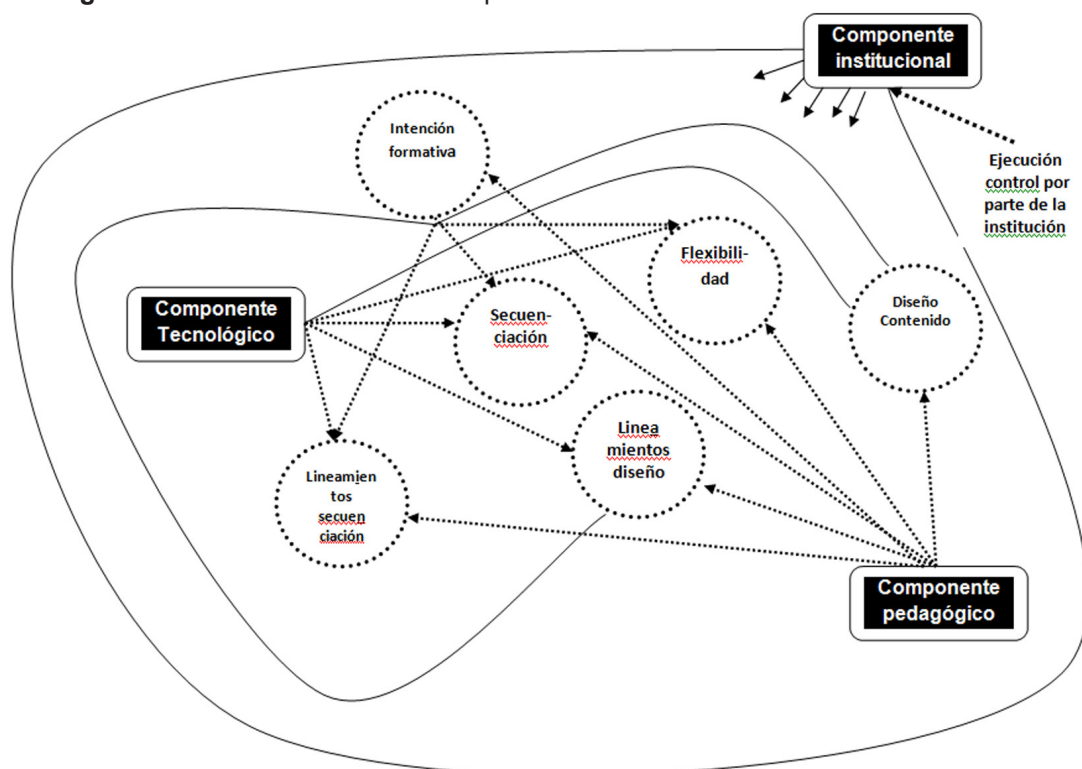 Componente
institucional
Intención
formativa
Ejecución
control por
parte de la
institución
Flexibili-
dad
Componente
Tecnológico
Secuen-
ciación
Diseño
Contenido
Linea
mientos
diseño
Lineamien
tos
secuen
ciación
Componente
pedagógico